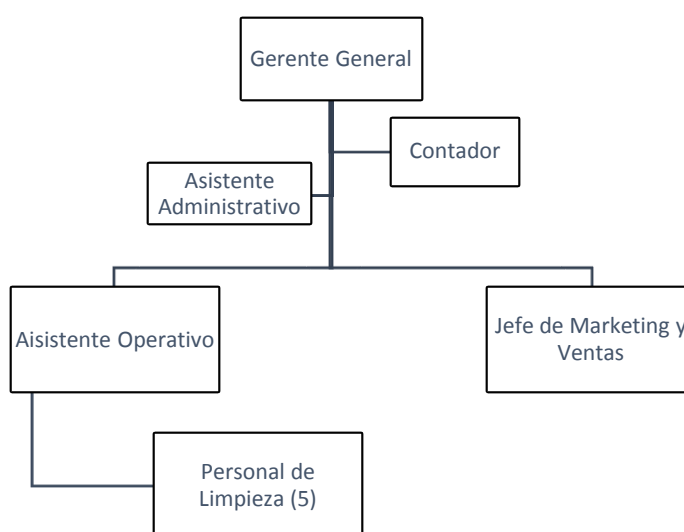 Gerente General
Contador
Asistente
Administrativo
Aisistente Operativo
Jefe de Marketing y
Ventas
Personal de
Limpieza (5)